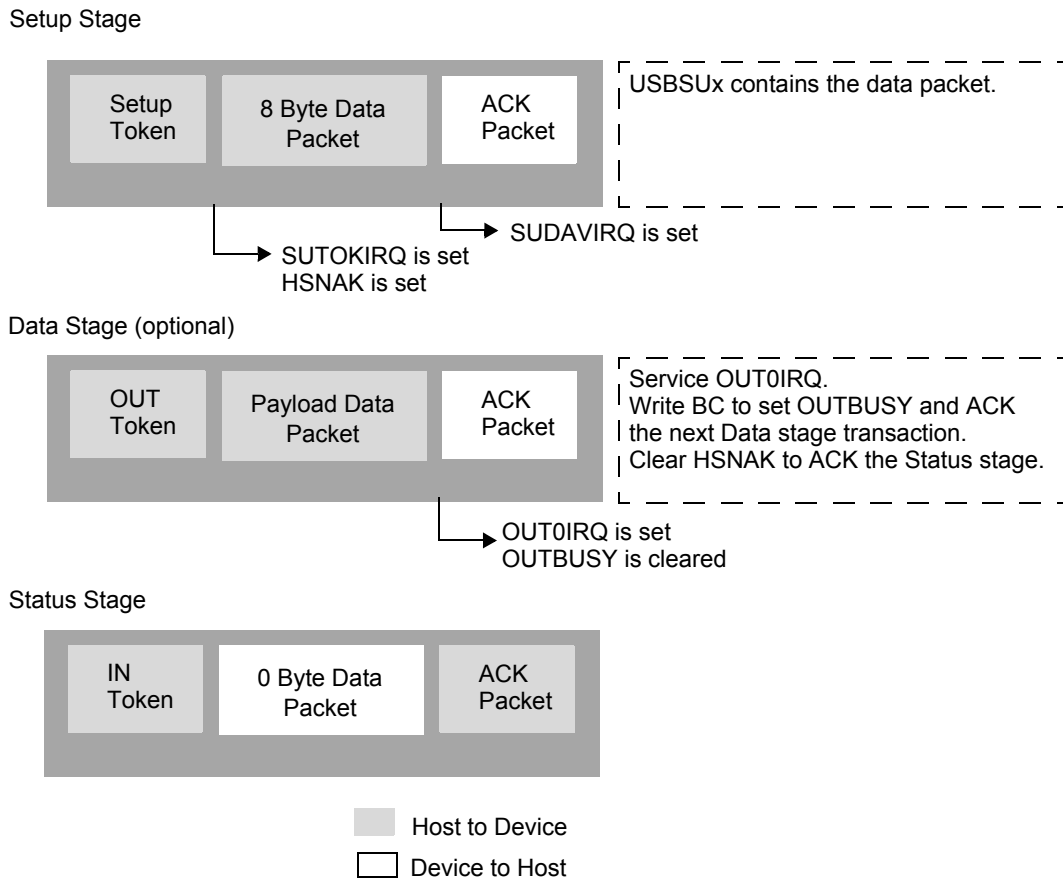 Setup Stage
Setup
Token
8 Byte Data
Packet
ACK
Packet
USBSUx contains the data packet.
SUDAVIRQ is set
SUTOKIRQ is set
HSNAK is set
Data Stage (optional)
OUT
Token
Payload Data
Packet
ACK
Packet
Service OUT0IRQ.
Write BC to set OUTBUSY and ACK
the next Data stage transaction.
Clear HSNAK to ACK the Status stage.
OUT0IRQ is set
OUTBUSY is cleared
Status Stage
IN
Token
0 Byte Data
Packet
ACK
Packet
Host to Device
Device to Host